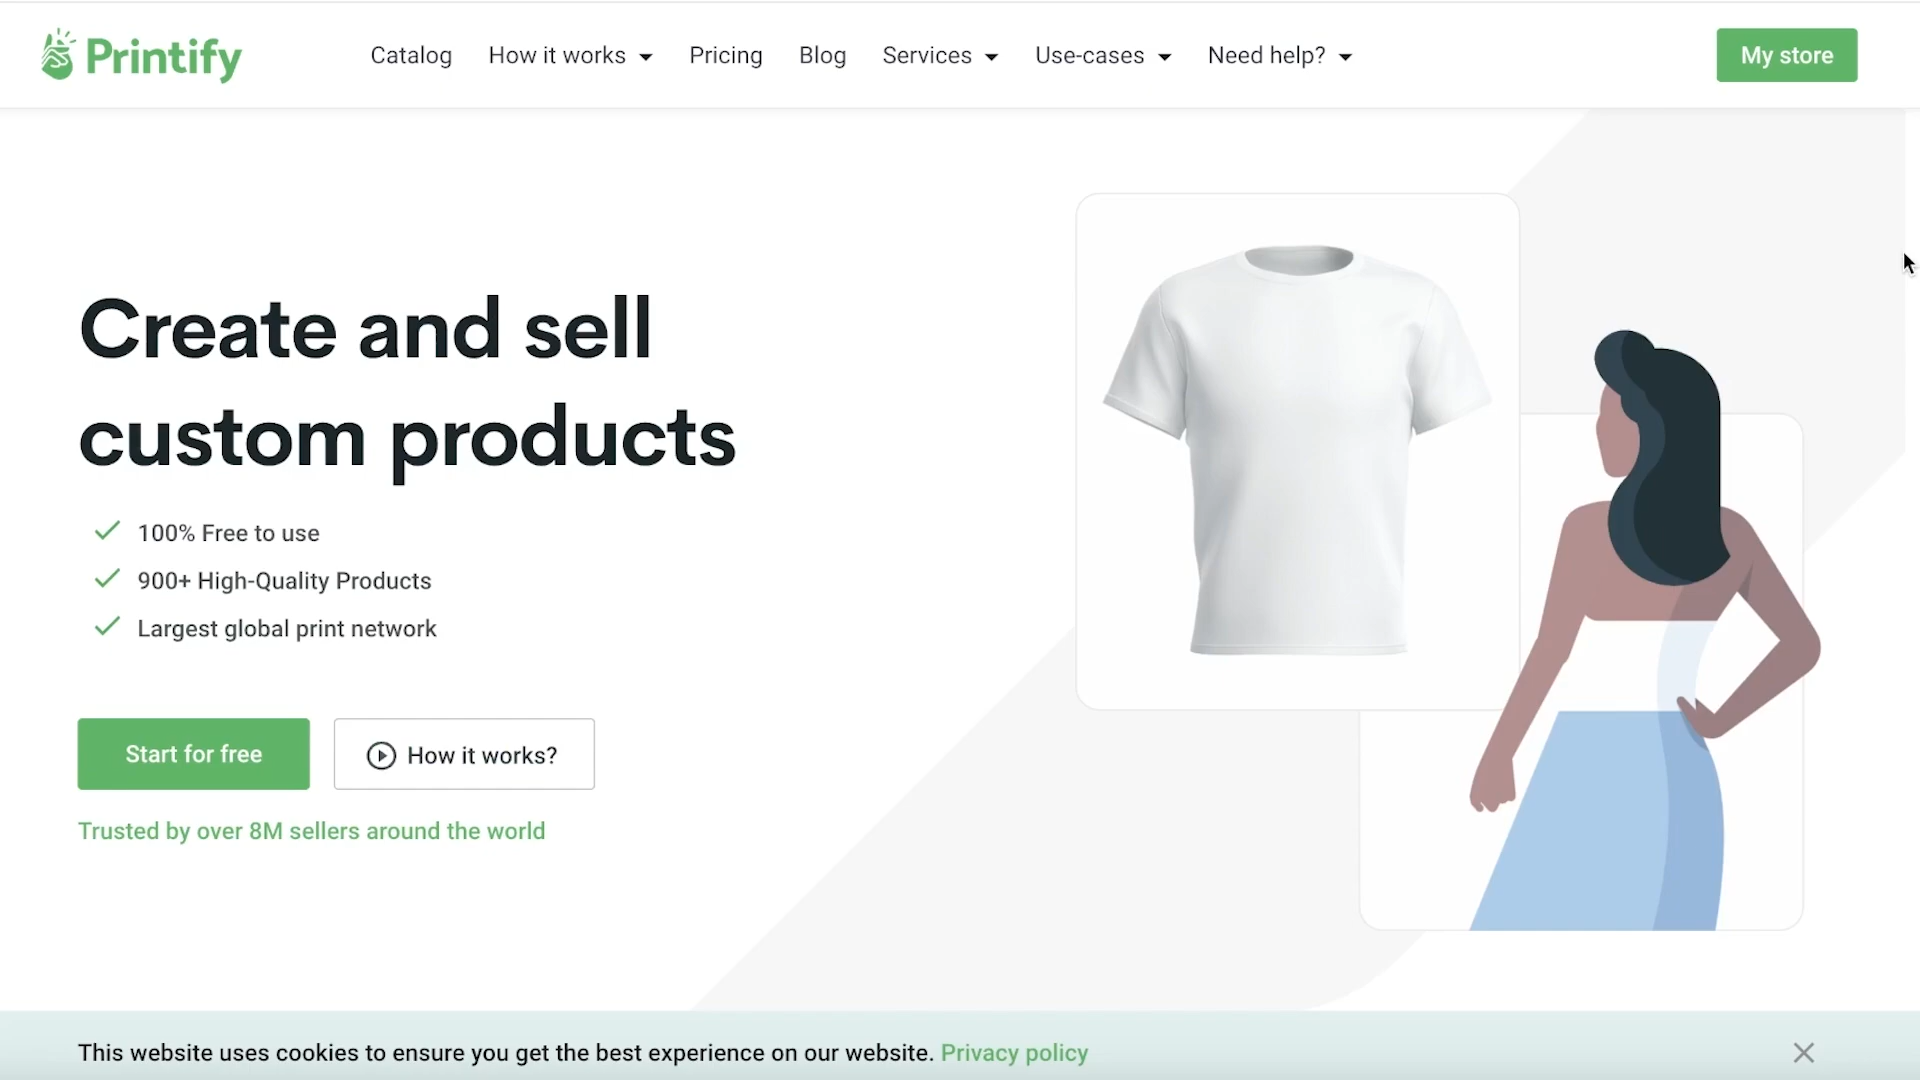 Printify
Catalog
How it works
Pricing
Blog
Services
Use-cases
Need help?
My store
Create and sell
custom products
100% Free to use
900+ High-Quality Products
Largest global print network
Start for free
How it works?
Trusted by over 8M sellers around the world
This website uses cookies to ensure you get the best experience on our website. Privacy policy